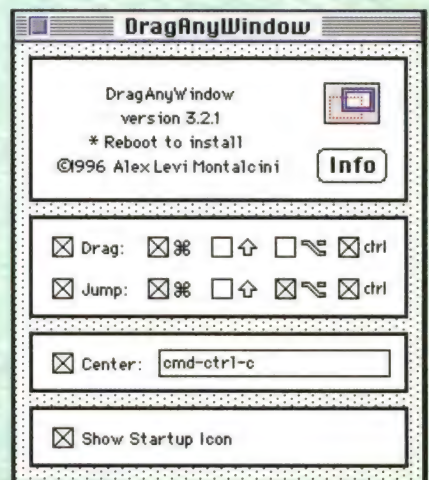 DragAnyWindow
DragAnyWindow
version 3.2.1
* Reboot to install
©1996 Alex Levi Montalcini
Info
Drag: ⌘ ⇧ ⌥ ctrl
Jump: ⌘ ⇧ ⌥ ctrl
Center: cmd-ctrl-c
Show Startup Icon